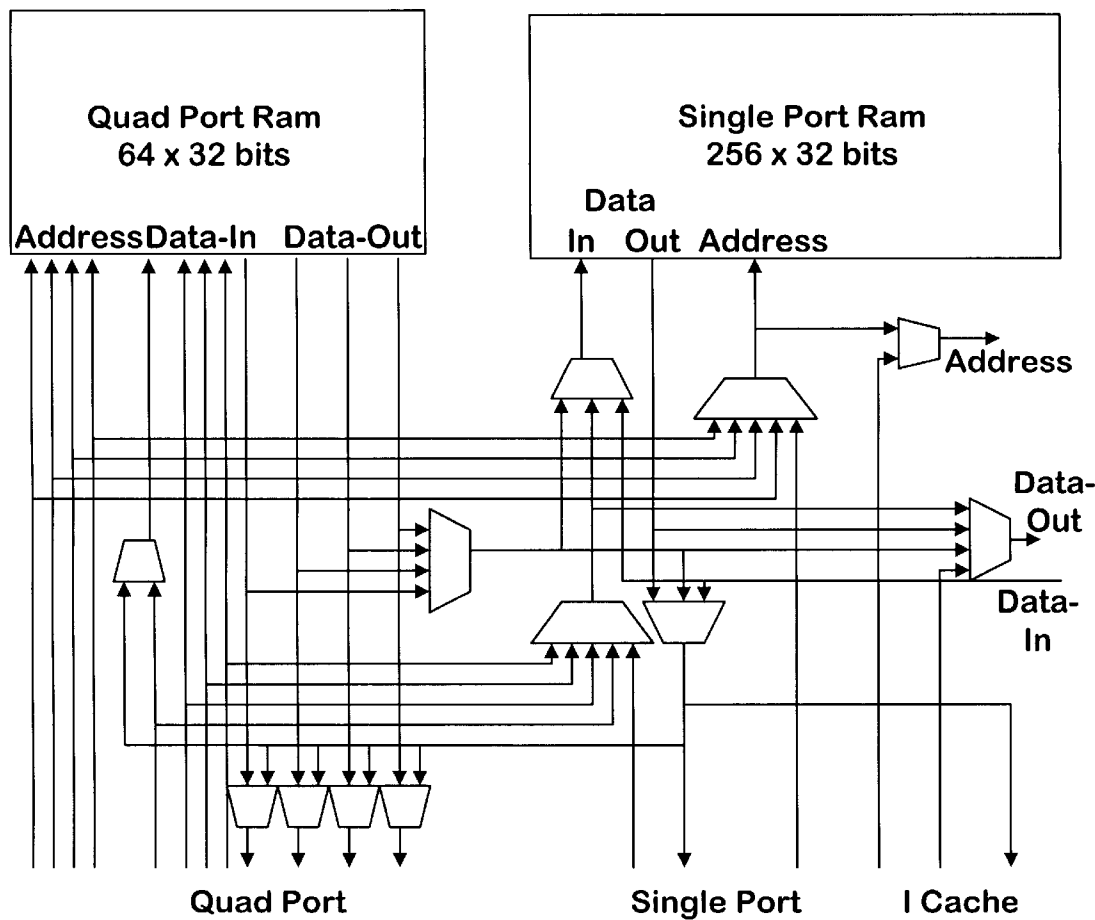 Quad Port Ram
64 x 32 bits
Single Port Ram
256 x 32 bits
Data
Address Data-In Data-Out
In Out Address
Address
Data-
Out
Data-
In
Quad Port
Single Port
I Cache